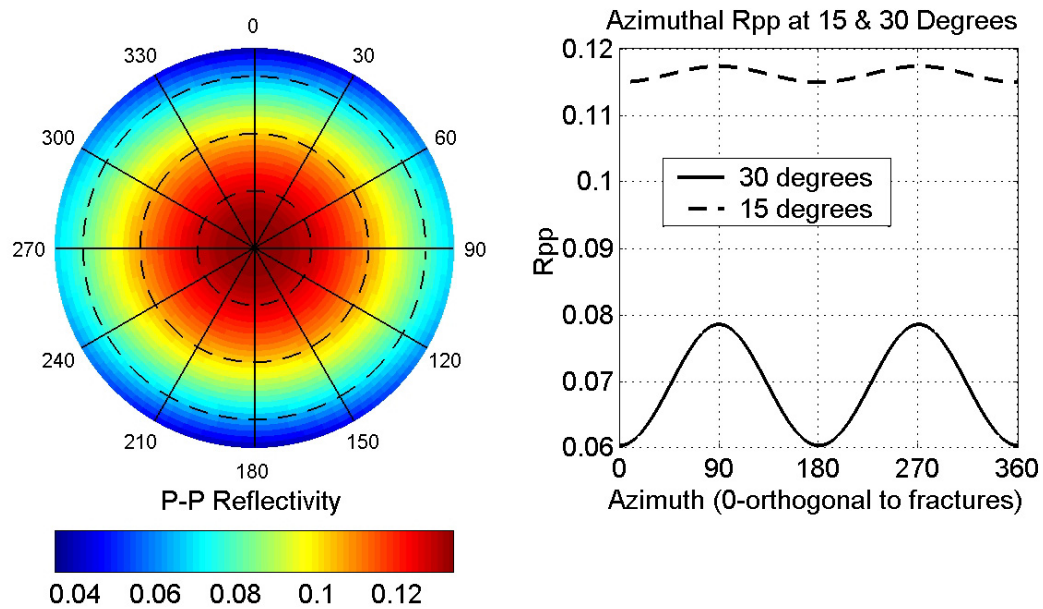 0
30
60
90
120
150
180
210
240
270
300
330
P-P Reflectivity
0.04 0.06 0.08 0.1 0.12
Azimuthal Rpp at 15 & 30 Degrees
0.12
0.11
0.1
0.09
0.08
0.07
0.06
Rpp
30 degrees
15 degrees
0 90 180 270 360
Azimuth (0-orthogonal to fractures)